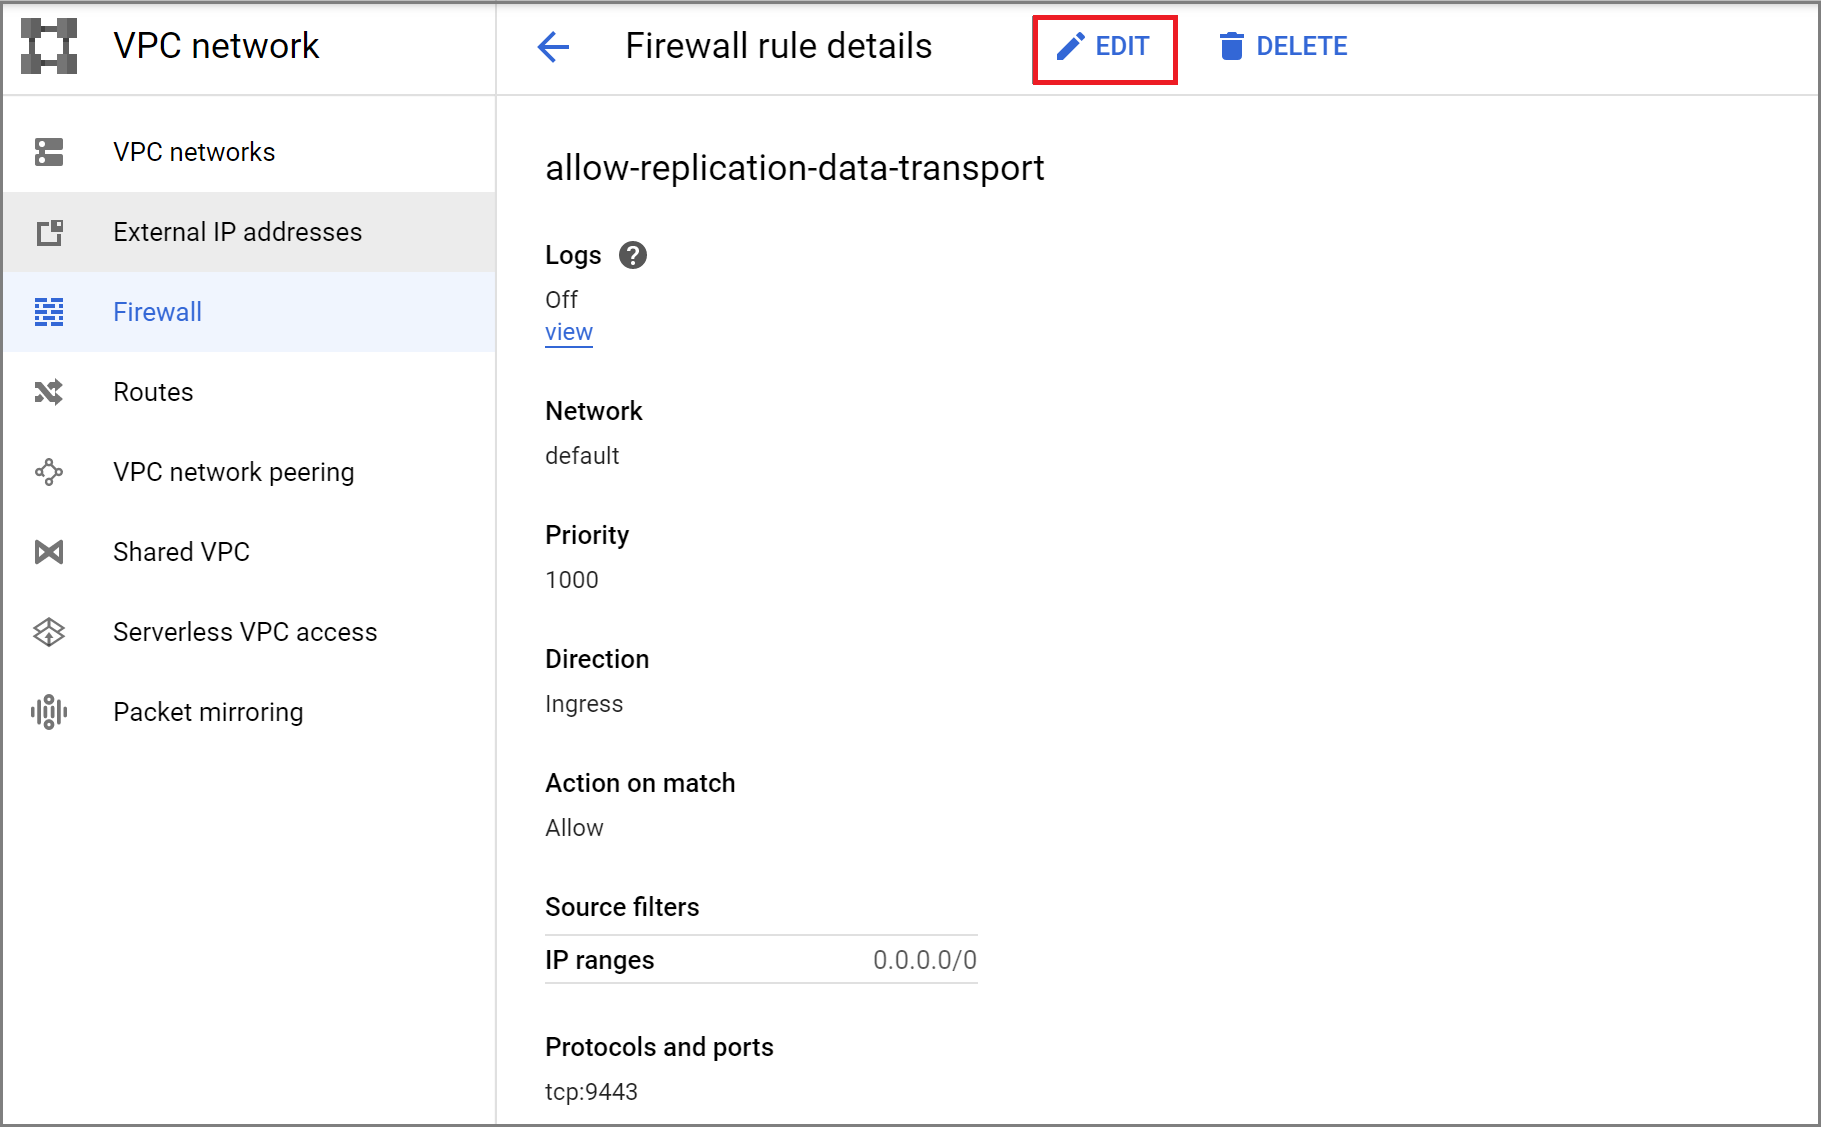 VPC network
Firewall rule details
EDIT
DELETE
VPC networks
External IP addresses
Firewall
Routes
VPC network peering
Shared VPC
Serverless VPC access
Packet mirroring
allow-replication-data-transport
Logs ?
Off
view
Network
default
Priority
1000
Direction
Ingress
Action on match
Allow
Source filters
IP ranges 0.0.0.0/0
Protocols and ports
tcp:9443